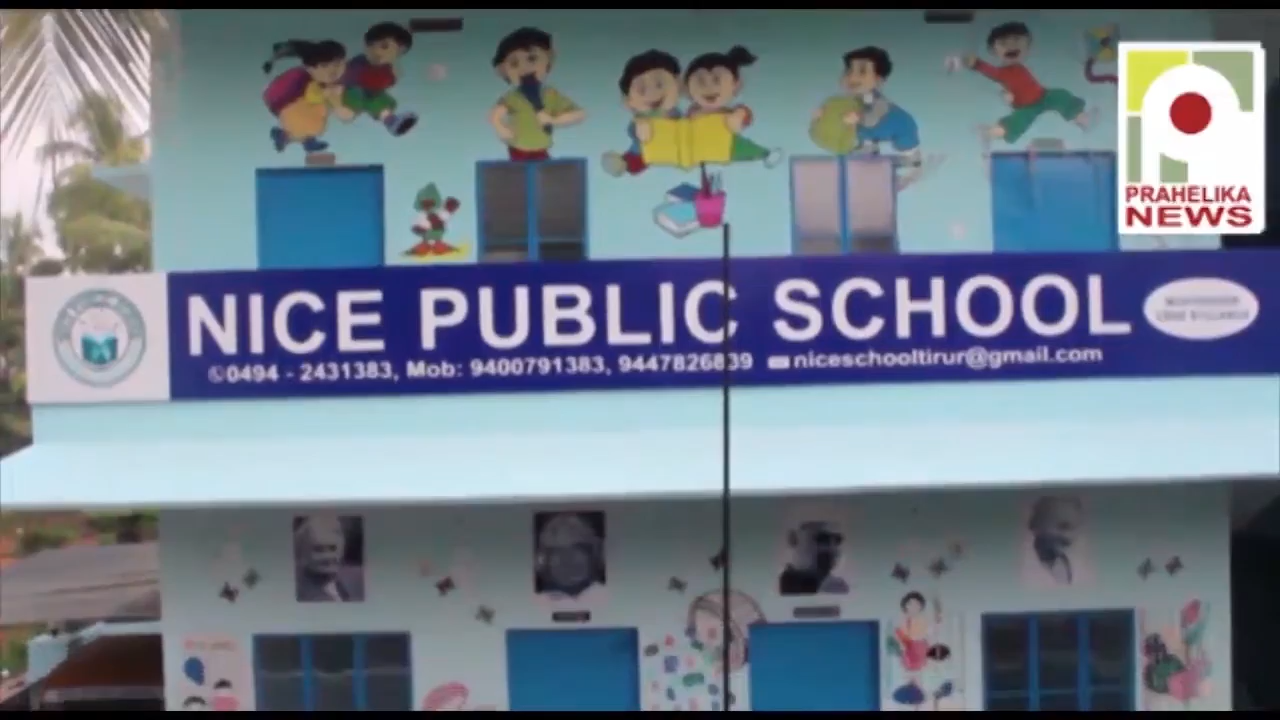 PRAHELIKA
NEWS
NICE PUBLIC SCHOOL
0494 - 2431383, Mob: 9400791383, 9447826839 niceschooltirur@gmail.com